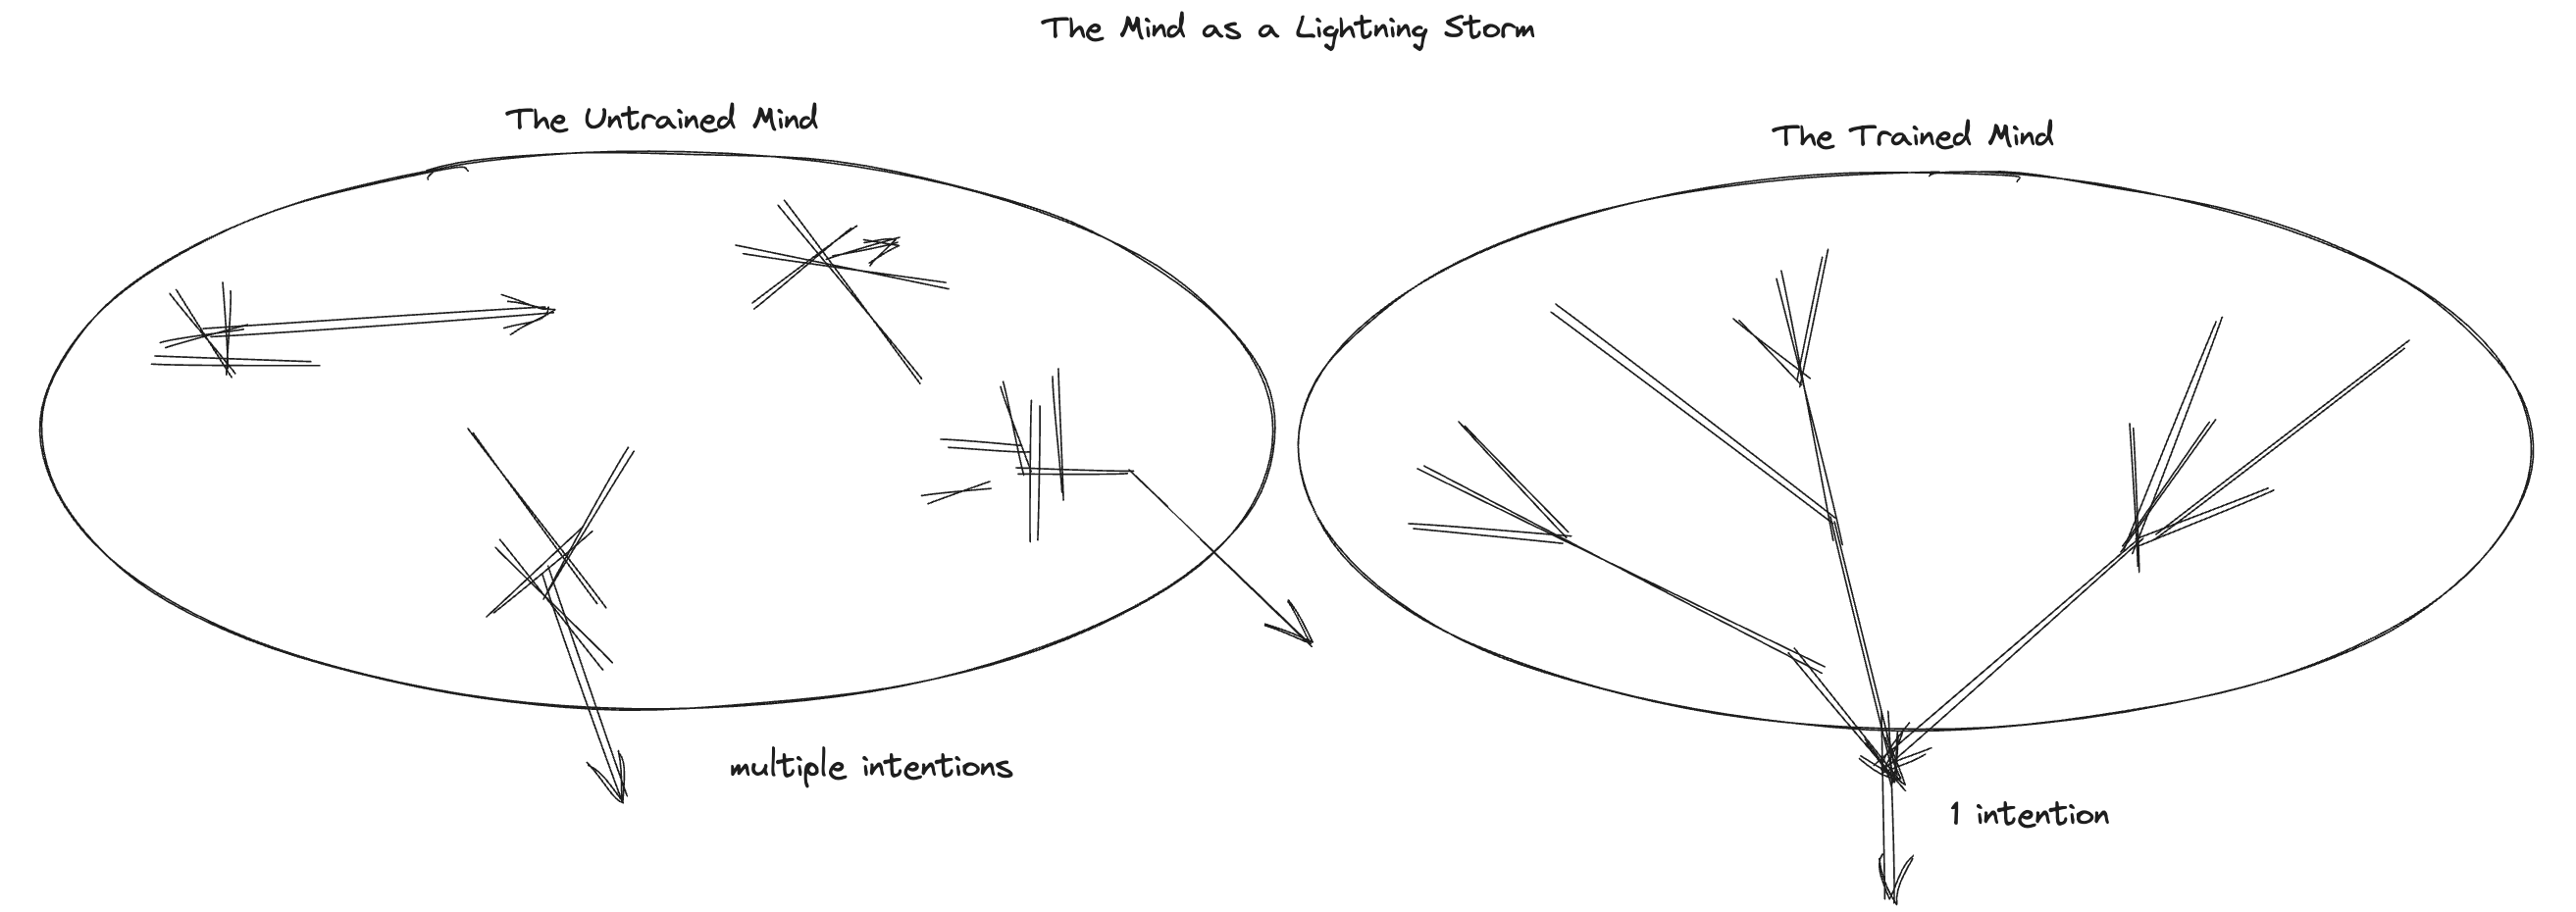 The Mind as a Lightning Storm
The Untrained Mind
The Trained Mind
multiple intentions
1 intention